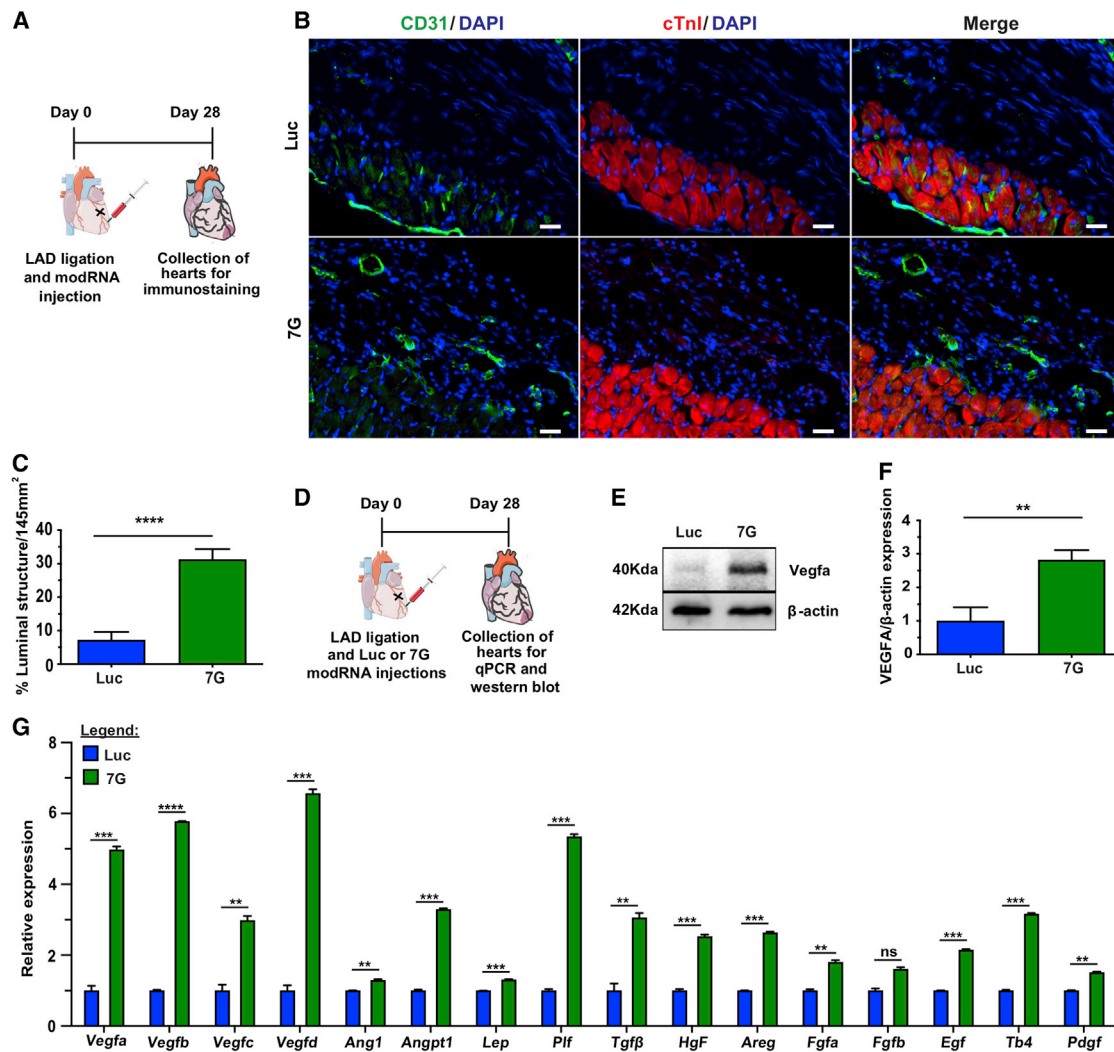 A
Day 0 Day 28
LAD ligation
and modRNA
injection
Collection of
hearts for
immunostaining
B
CD31/DAPI cTnI/DAPI Merge
Luc
7G
C
% Luminal structure/145mm²
****
40
30
20
10
0
Luc 7G
D
Day 0 Day 28
LAD ligation
and Luc or 7G
modRNA injections
Collection of
hearts for
qPCR and
western blot
E
Luc 7G
40Kda Vegfa
42Kda β-actin
F
VEGFA/β-actin expression
**
4
3
2
1
0
Luc 7G
G
Legend:
Luc
7G
Relative expression
8
6
4
2
0
*** **** ** *** ** *** *** *** ** *** *** ** ns *** *** **
Vegfa Vegfb Vegfc Vegfd Ang1 Angpt1 Lep Plf Tgfβ HgF Areg Fgfa Fgfb Egf Tb4 Pdgf